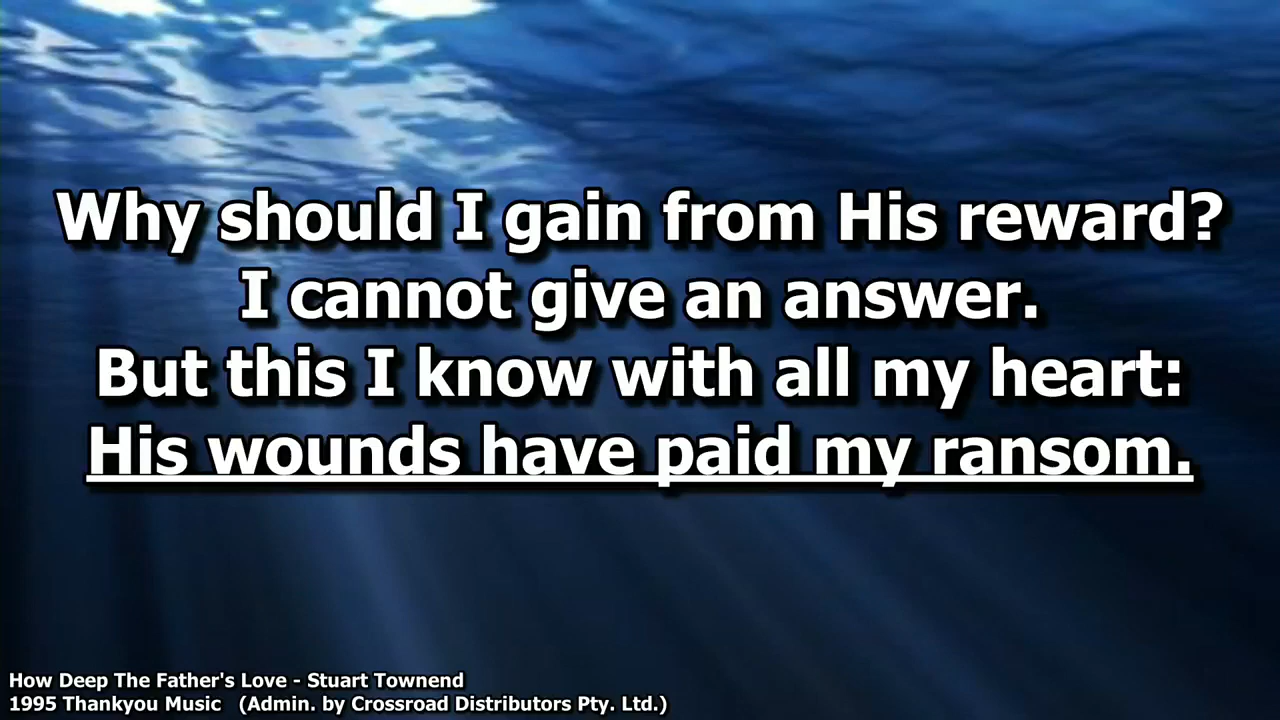 Why should I gain from His reward?
I cannot give an answer.
But this I know with all my heart:
His wounds have paid my ransom.
How Deep The Father's Love - Stuart Townend
1995 Thankyou Music (Admin. by Crossroad Distributors Pty. Ltd.)